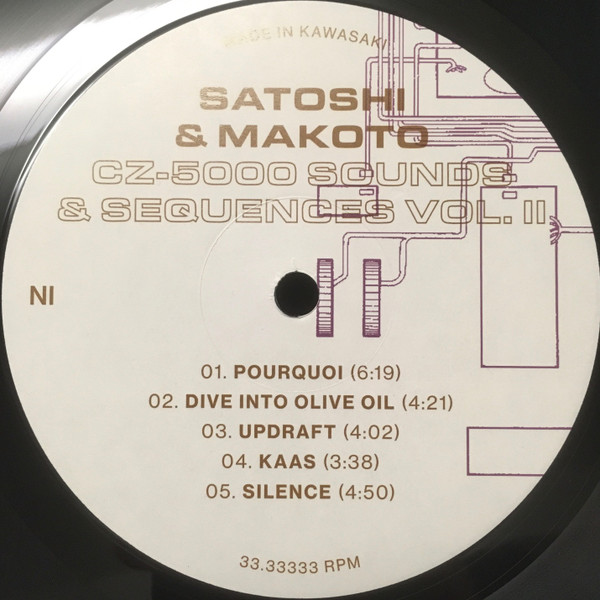 MADE IN KAWASAKI
SATOSHI
& MAKOTO
CZ-5000 SOUNDS
& SEQUENCES VOL. II
NI
01. POURQUOI (6:19)
02. DIVE INTO OLIVE OIL (4:21)
03. UPDRAFT (4:02)
04. KAAS (3:38)
05. SILENCE (4:50)
33.33333 RPM